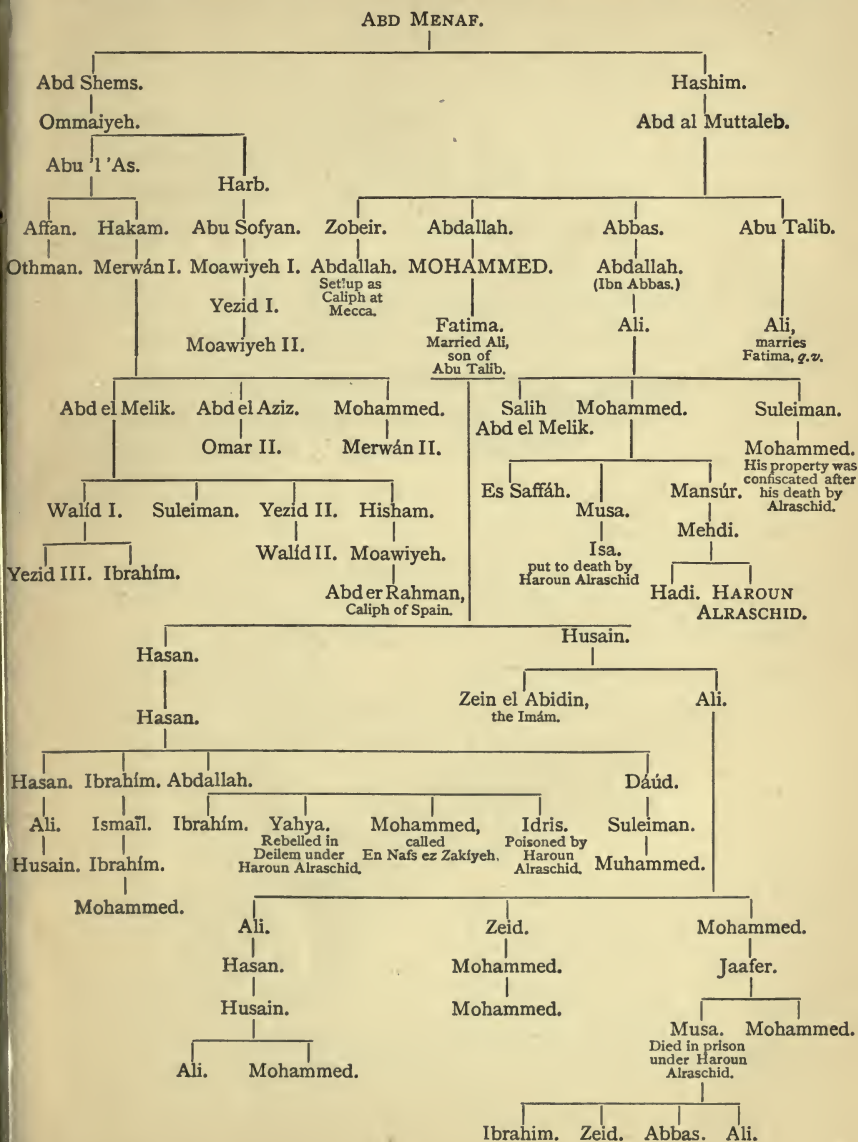 ABD MENAF.
Abd Shems. Hashim.
Ommaiyeh. Abd al Muttaleb.
Abu 'l 'As.
Harb.
Affan. Hakam. Abu Sofyan. Zobeir. Abdallah. Abbas. Abu Talib.
Othman. Merwán I. Moawiyeh I. Abdallah. MOHAMMED. Abdallah.
Set up as
Caliph at
Mecca.
(Ibn Abbas.)
Yezid I.
Moawiyeh II.
Fatima.
Married Ali,
son of
Abu Talib.
Ali.
Ali,
marries
Fatima, q.v.
Abd el Melik. Abd el Aziz. Mohammed.
Omar II. Merwán II.
Salih
Abd el Melik.
Mohammed. Suleiman.
Mohammed.
His property was
confiscated after
his death by
Alraschid.
Es Saffáh. Mansúr.
Musa. Mehdi.
Isa.
put to death by
Haroun Alraschid
Hadi. HAROUN
ALRASCHID.
Walíd I. Suleiman. Yezid II. Hisham.
Walíd II. Moawiyeh.
Yezid III. Ibrahím.
Abd er Rahman,
Caliph of Spain.
Hasan. Husain.
Zein el Abidin,
the Imám.
Ali.
Hasan.
Hasan. Ibrahím. Abdallah. Dáúd.
Ali. Ismaïl. Ibrahím. Yahya. Mohammed, Idris. Suleiman.
Rebelled in
Deilem under
Haroun Alraschid.
called
En Nafs ez Zakíyeh.
Poisoned by
Haroun
Alraschid.
Husain. Ibrahím. Muhammed.
Mohammed.
Ali. Zeid. Mohammed.
Hasan. Mohammed. Jaafer.
Husain. Mohammed.
Musa. Mohammed.
Died in prison
under Haroun
Alraschid.
Ali. Mohammed.
Ibrahim. Zeid. Abbas. Ali.